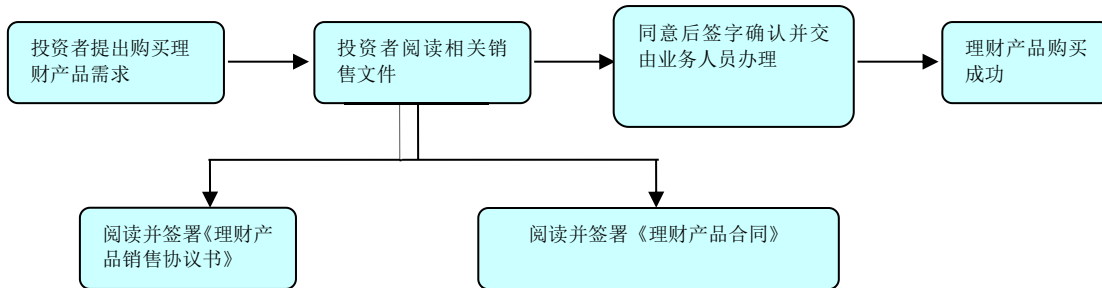 投资者提出购买理
财产品需求
投资者阅读相关销
售文件
同意后签字确认并交
由业务人员办理
理财产品购买
成功
阅读并签署《理财产
品销售协议书》
阅读并签署《理财产品合同》